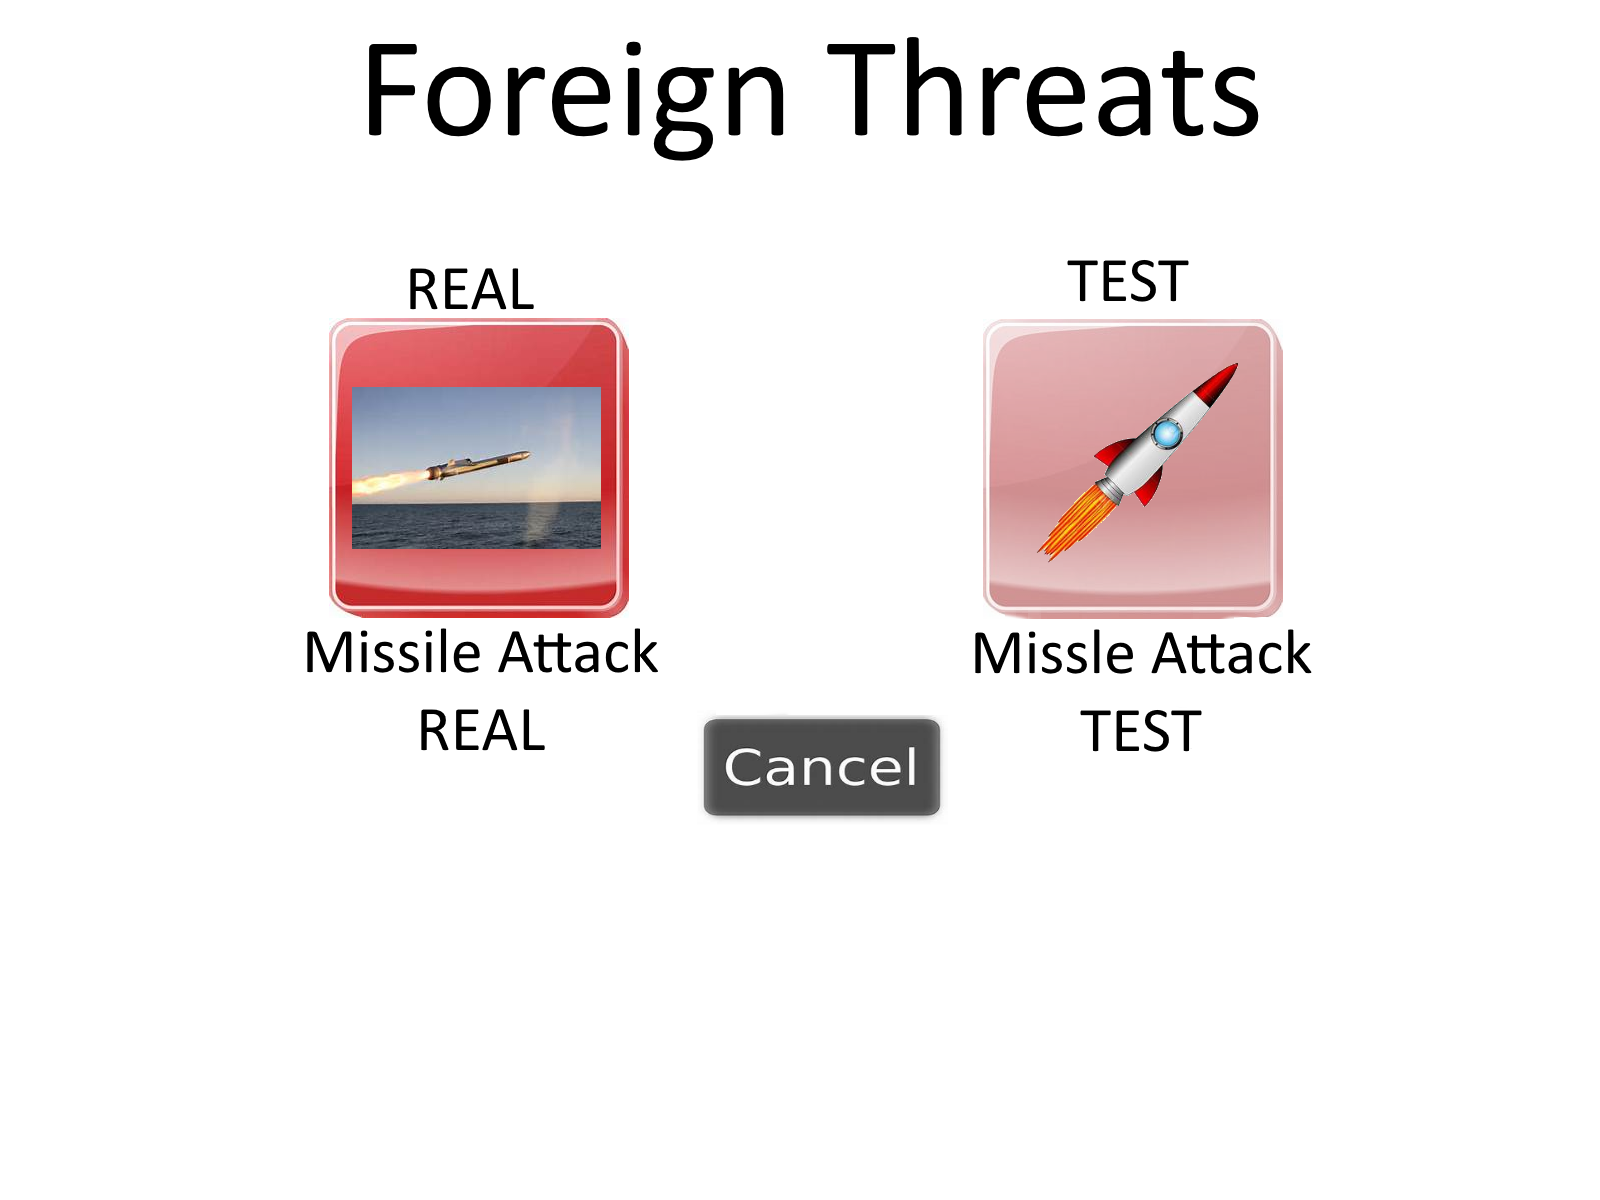 Foreign Threats
REAL
TEST
Missile Attack
REAL
Missle Attack
TEST
Cancel